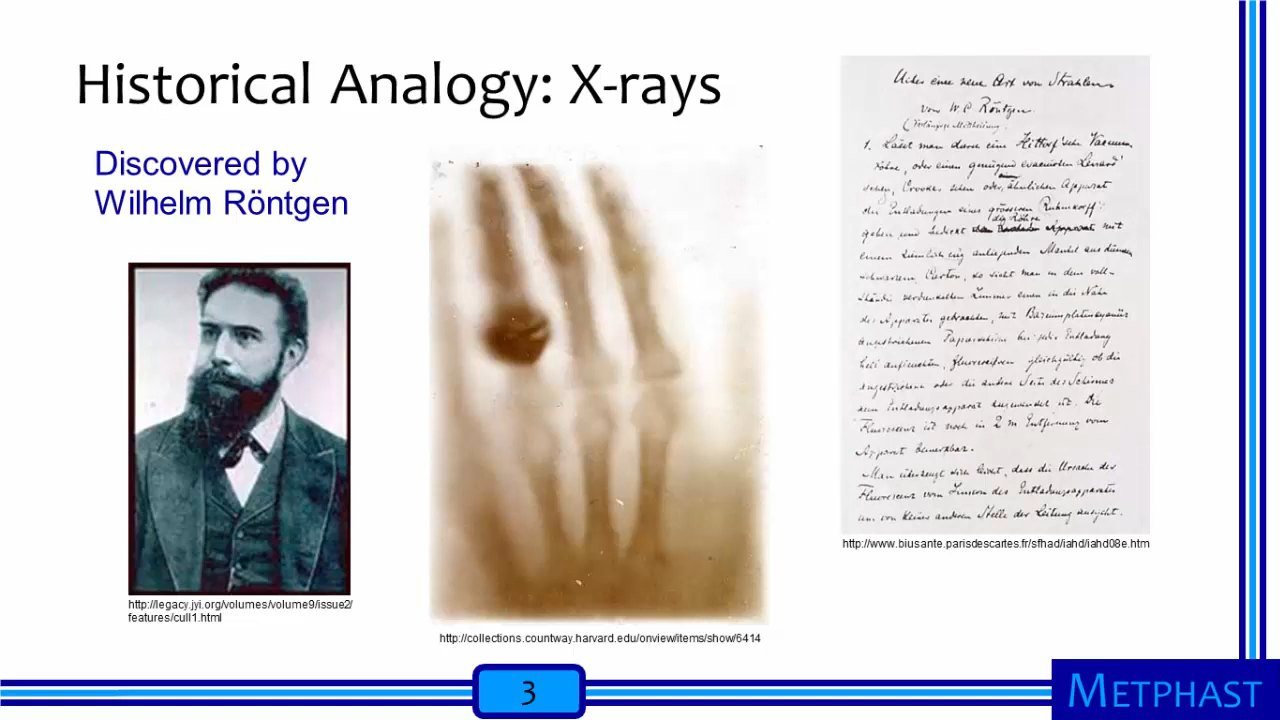 Historical Analogy: X-rays
Discovered by
Wilhelm Röntgen
http://legacy.jyi.org/volumes/volume9/issue2/
features/cull1.html
http://collections.countway.harvard.edu/onview/items/show/6414
eine neue Art von Strahlen
von W. C. Röntgen
1. Lässt man durch eine Hittorf'sche Vacuum
röhre, oder einen genügend evacuirten Lenard'
schen, Crookes'schen oder ähnlichen Apparat
die Entladungen eines grösseren Ruhmkorff's
die Röhre
gehen und bedeckt Apparat mit
einem ziemlich eng anliegenden Mantel aus dünnem
schwarzem Carton, so sieht man in dem voll-
ständig verdunkelten Zimmer einen in die Nähe
des Apparates gebrachten, mit Bariumplatincyanür
angestrichenen Papierschirm bei jeder Entladung
hell aufleuchten, fluoresciren gleichgültig ob die
angestrichene oder die andere Seite des Schirmes
dem Entladungsapparat zugewendet ist. Die
Fluorescenz ist noch in 2 m Entfernung vom
Apparat bemerkbar.
Man überzeugt sich leicht, dass die Ursache der
Fluorescenz vom Innern des Entladungsapparates
und von keiner anderen Stelle der Leitung ausgeht.
http://www.biusante.parisdescartes.fr/sfhad/iahd/iahd08e.htm
3
METPHAST